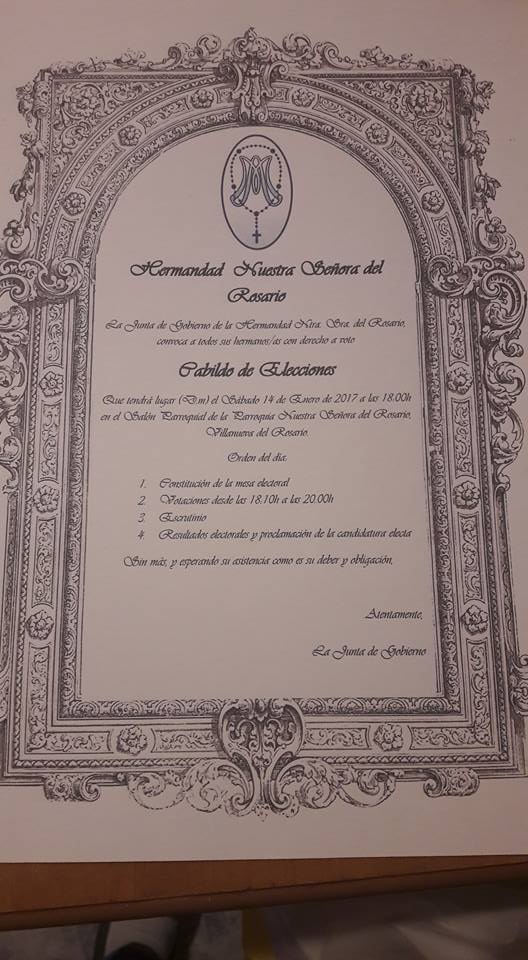 Hermandad Nuestra Señora del
Rosario
La Junta de Gobierno de la Hermandad Ntra. Sra. del Rosario,
convoca a todos sus hermanos/as con derecho a voto
Cabildo de Elecciones
Que tendrá lugar (D.m) el Sábado 14 de Enero de 2017 a las 18.00h
en el Salón Parroquial de la Parroquia Nuestra Señora del Rosario,
Villanueva del Rosario.
Orden del día:
1. Constitución de la mesa electoral
2. Votaciones desde las 18.10h a las 20.00h
3. Escrutinio
4. Resultados electorales y proclamación de la candidatura electa
Sin más, y esperando su asistencia como es su deber y obligación,
Atentamente,
La Junta de Gobierno